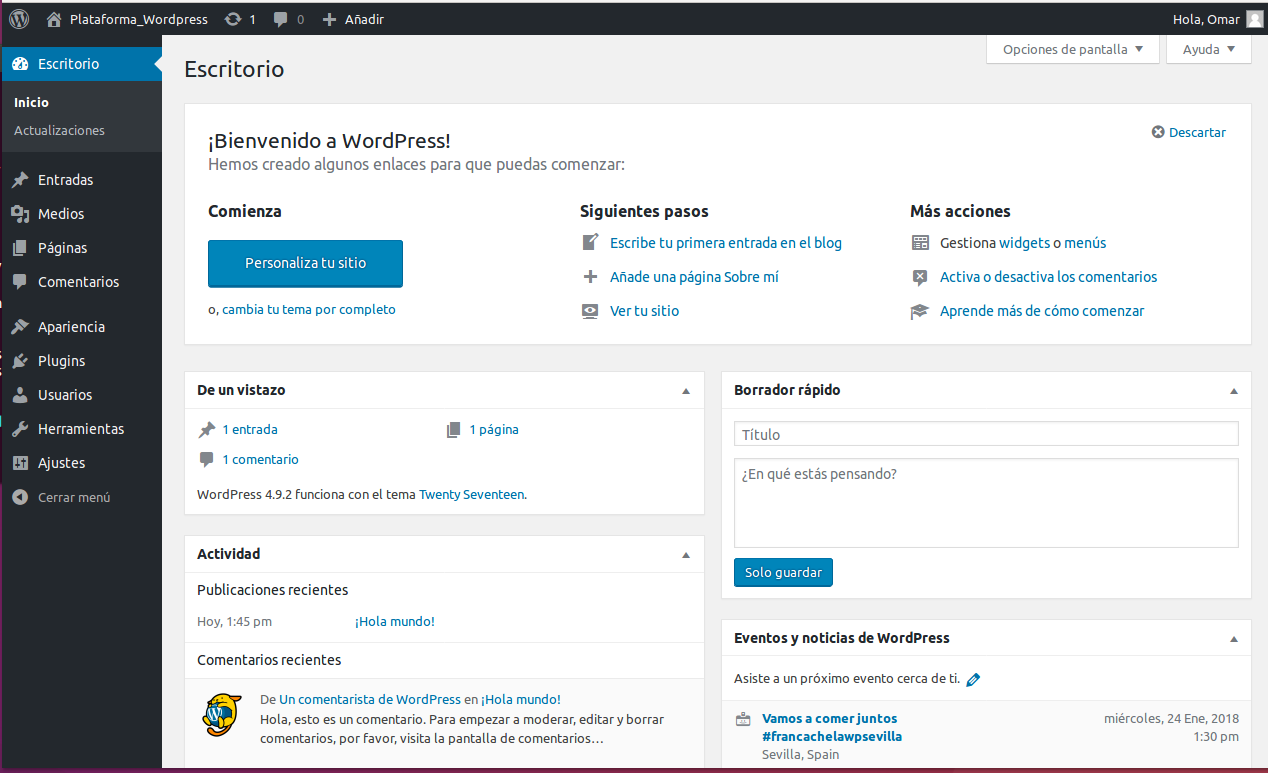 Plataforma_Wordpress 1 0 Añadir Hola, Omar
Escritorio
Inicio
Actualizaciones
Entradas
Medios
Páginas
Comentarios
Apariencia
Plugins
Usuarios
Herramientas
Ajustes
Cerrar menú
Opciones de pantalla Ayuda
Escritorio
¡Bienvenido a WordPress!
Descartar
Hemos creado algunos enlaces para que puedas comenzar:
Comienza
Personaliza tu sitio
o, cambia tu tema por completo
Siguientes pasos
Escribe tu primera entrada en el blog
Añade una página Sobre mí
Ver tu sitio
Más acciones
Gestiona widgets o menús
Activa o desactiva los comentarios
Aprende más de cómo comenzar
De un vistazo
1 entrada 1 página
1 comentario
WordPress 4.9.2 funciona con el tema Twenty Seventeen.
Actividad
Publicaciones recientes
Hoy, 1:45 pm ¡Hola mundo!
Comentarios recientes
De Un comentarista de WordPress en ¡Hola mundo!
Hola, esto es un comentario. Para empezar a moderar, editar y borrar
comentarios, por favor, visita la pantalla de comentarios…
Borrador rápido
Título
¿En qué estás pensando?
Solo guardar
Eventos y noticias de WordPress
Asiste a un próximo evento cerca de ti.
Vamos a comer juntos miércoles, 24 Ene, 2018
#francachelawpsevilla 1:30 pm
Sevilla, Spain